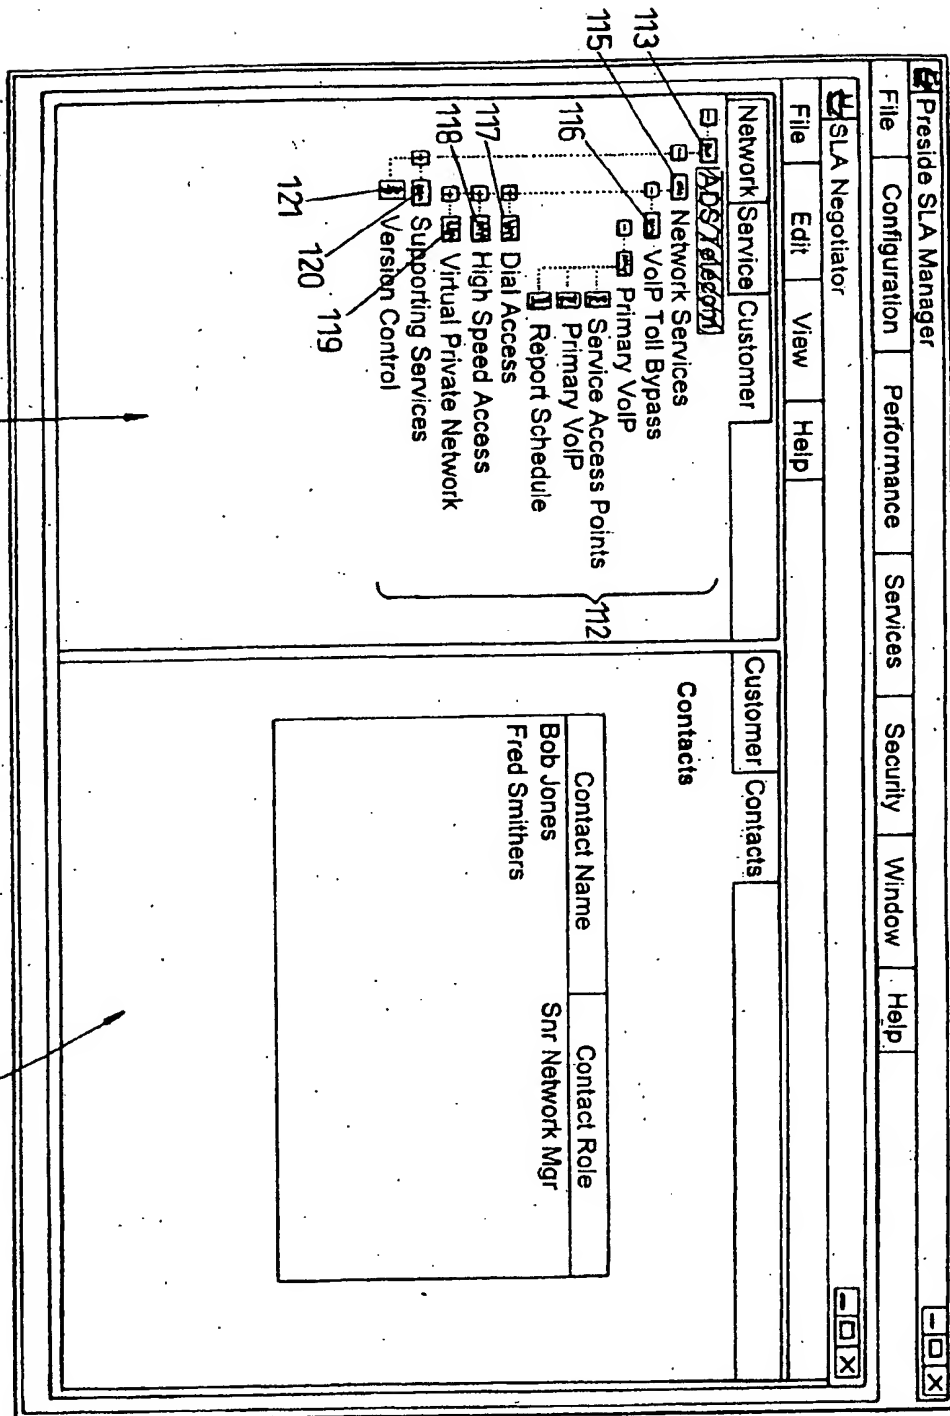 Preside SLA Manager
File Configuration Performance Services Security Window Help
SLA Negotiator
File Edit View Help
Network Service Customer
ADS Telecom
Network Services
VoIP Toll Bypass
Primary VoIP
Service Access Points
Primary VoIP
Report Schedule
Dial Access
High Speed Access
Virtual Private Network
Supporting Services
Version Control
113
115
116
117
118
119
120
121
112
Customer Contacts
Contacts
Contact Name Contact Role
Bob Jones Snr Network Mgr
Fred Smithers